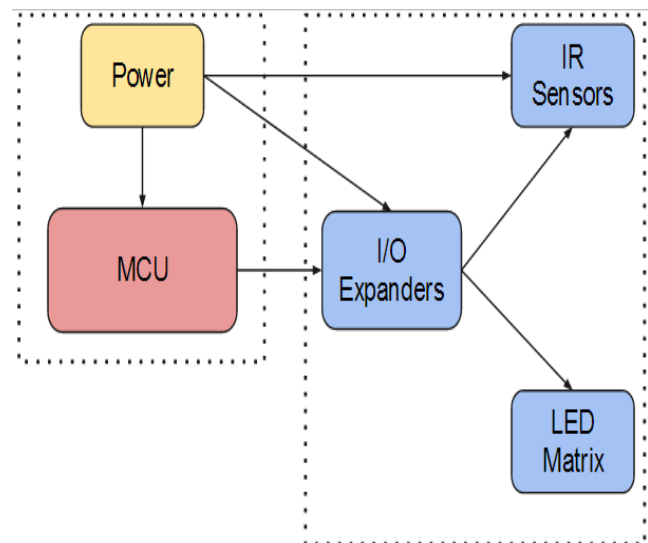 Power
IR
Sensors
MCU
I/O
Expanders
LED
Matrix